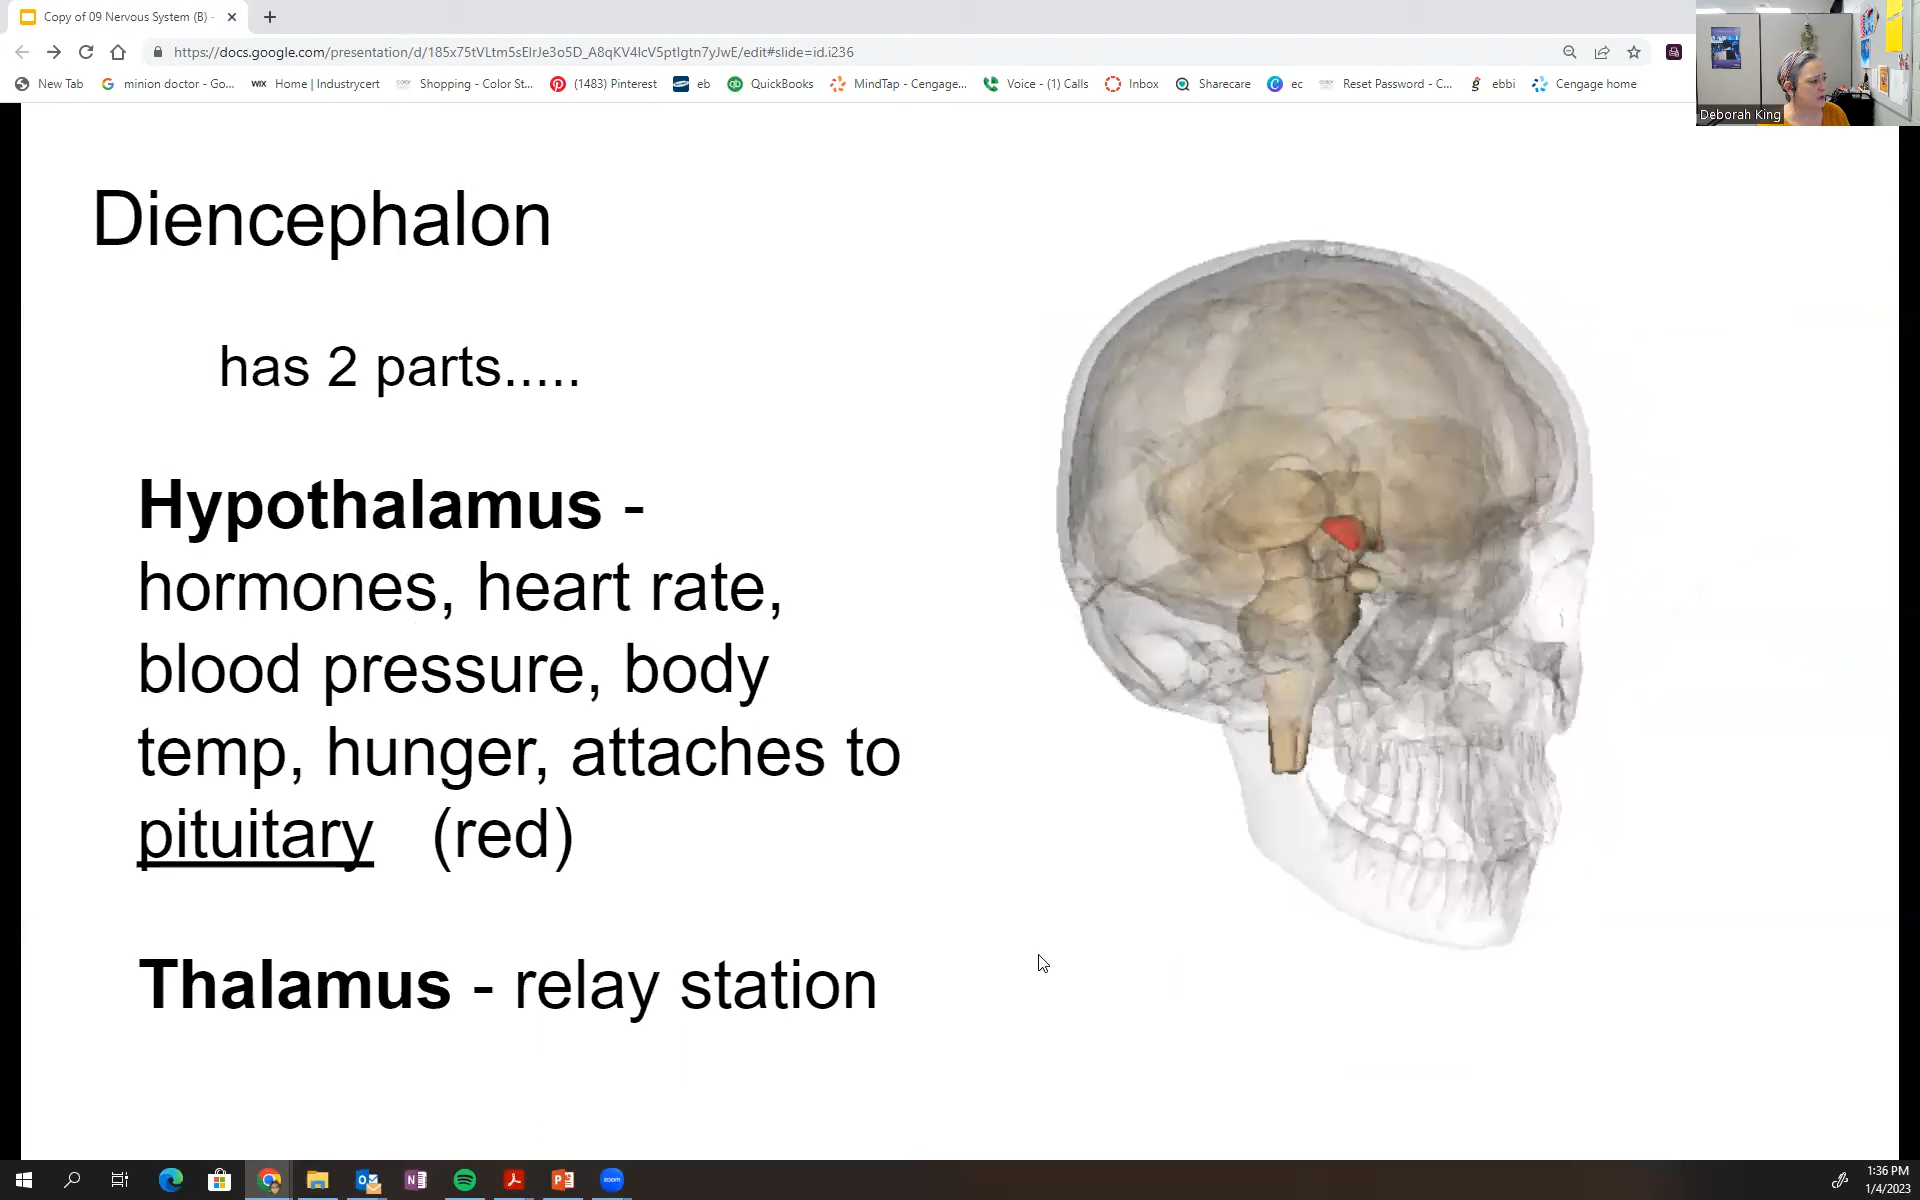 Copy of 09 Nervous System (B) -
https://docs.google.com/presentation/d/185x75tVLtm5sEIrJe3o5D_A8qKV4lcV5ptIgtn7yJwE/edit#slide=id.i236
New Tab
minion doctor - Go...
WIX Home | Industrycert
Shopping - Color St...
(1483) Pinterest
eb
QuickBooks
MindTap - Cengage...
Voice - (1) Calls
Inbox
Sharecare
ec
Reset Password - C...
ebbi
Cengage home
Deborah King
Diencephalon
has 2 parts.....
Hypothalamus -
hormones, heart rate,
blood pressure, body
temp, hunger, attaches to
pituitary (red)
Thalamus - relay station
zoom
1:36 PM
1/4/2023